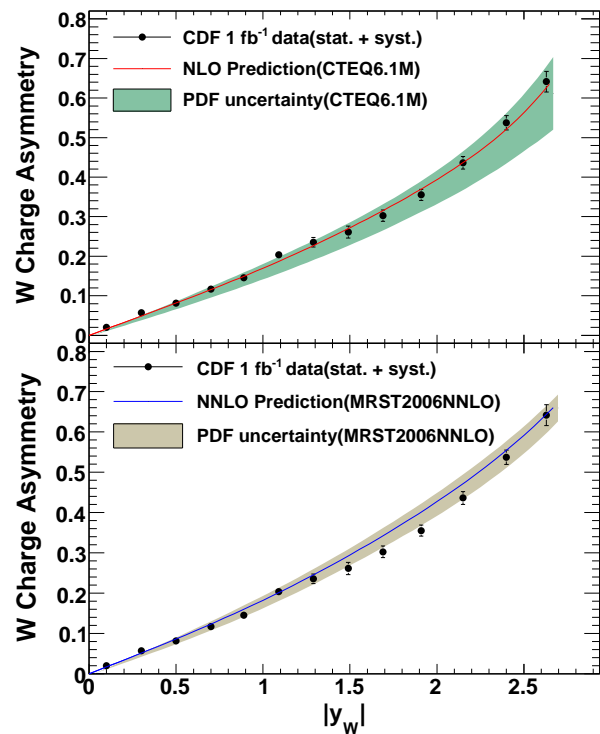 0.8
CDF 1 fb-1 data(stat. + syst.)
0.7
NLO Prediction(CTEQ6.1M)
0.6
PDF uncertainty(CTEQ6.1M)
0.5
0.4
0.3
0.2
0.1
0
W Charge Asymmetry
0.8
CDF 1 fb-1 data(stat. + syst.)
0.7
NNLO Prediction(MRST2006NNLO)
0.6
PDF uncertainty(MRST2006NNLO)
0.5
0.4
0.3
0.2
0.1
0
W Charge Asymmetry
0 0.5 1 1.5 2 2.5
|yW|